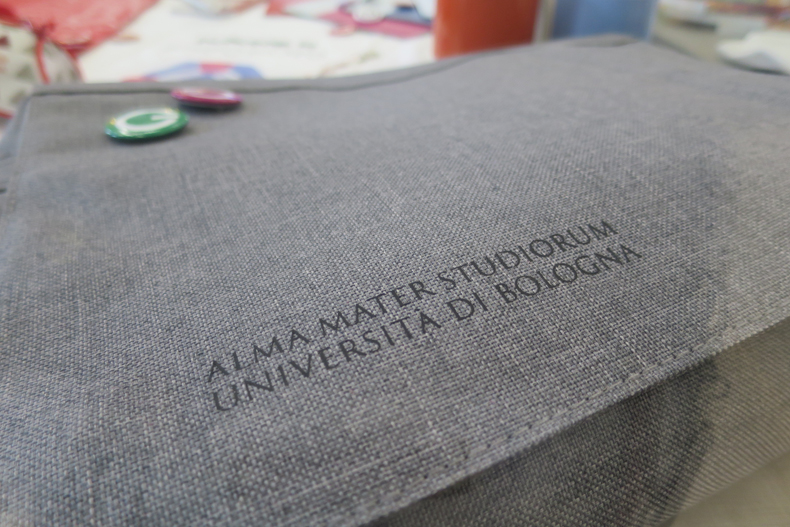 ALMA MATER STUDIORUM
UNIVERSITÀ DI BOLOGNA